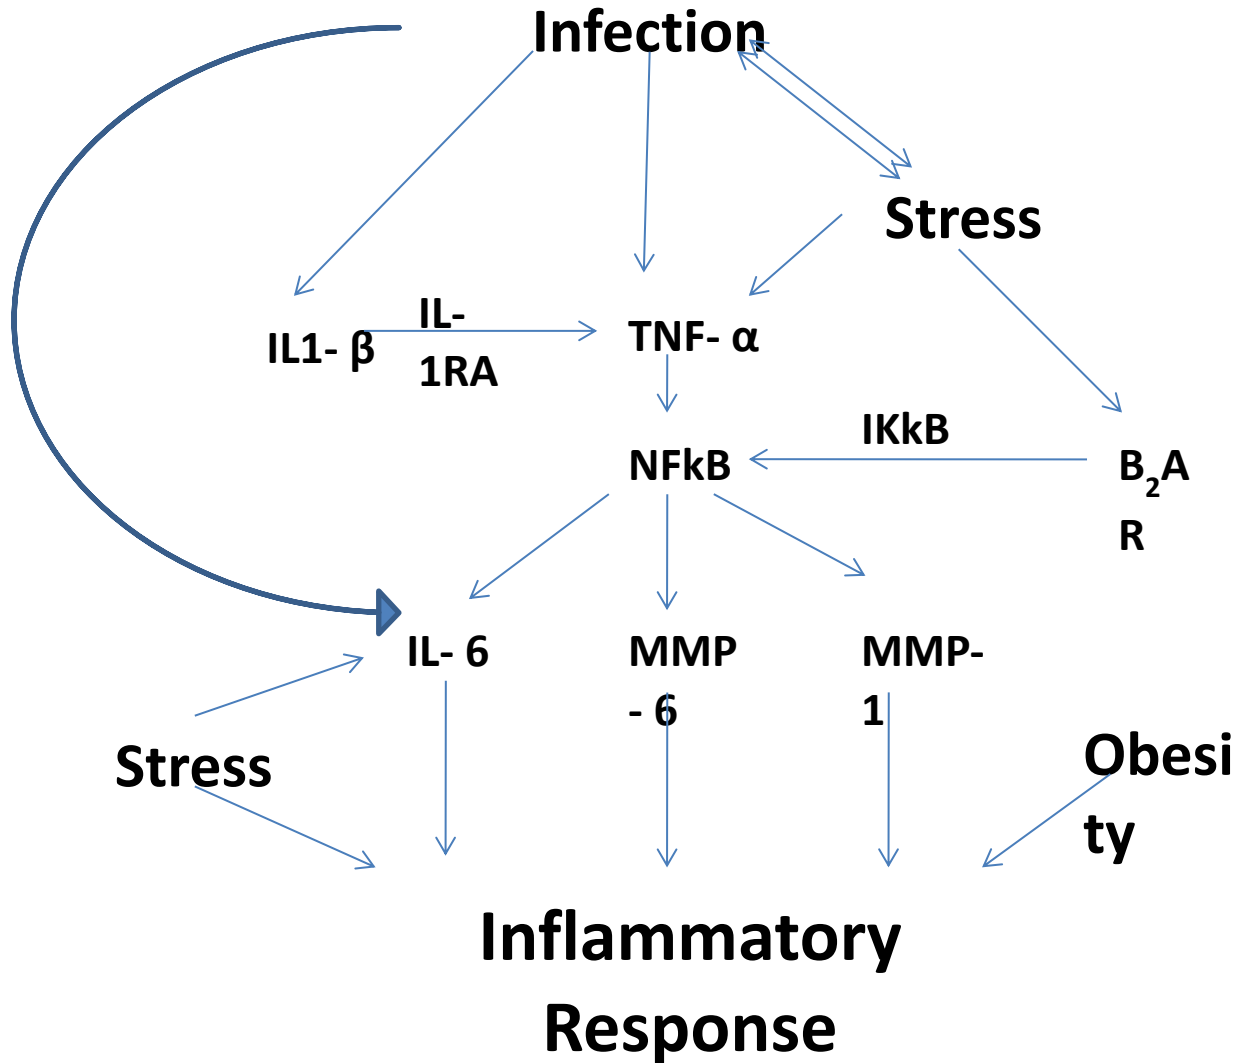 Infection
Stress
IL1- β
IL-
1RA
TNF- α
IKkB
NFkB
B₂A
R
IL- 6
MMP
- 6
MMP-
1
Stress
Obesi
ty
Inflammatory
Response